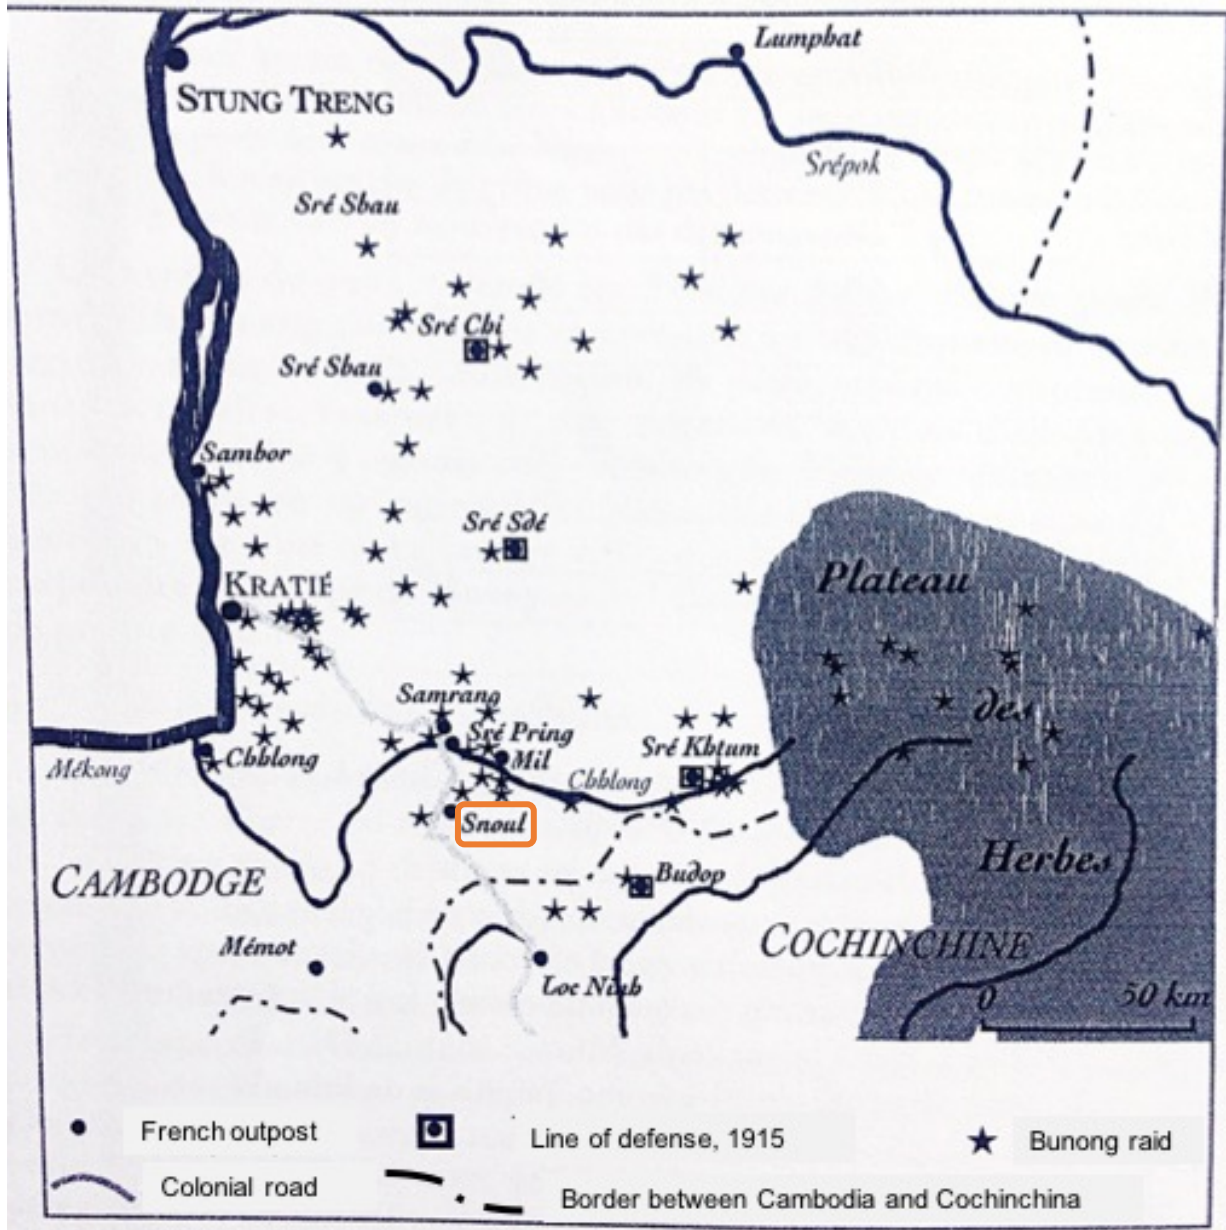 Lumphat
STUNG TRENG
Srépok
Sré Sbau
Sré Chi
Sré Sbau
Sambor
Sré Sdé
KRATIÉ
Plateau
Samrang
des
Sré Pring
Sré Khtum
Mil
Chhlong
Mékong
Chhlong
Snoul
Herbes
CAMBODGE
Budop
COCHINCHINE
Mémot
Loc Ninh
0 50 km
French outpost
Line of defense, 1915
Bunong raid
Colonial road
Border between Cambodia and Cochinchina